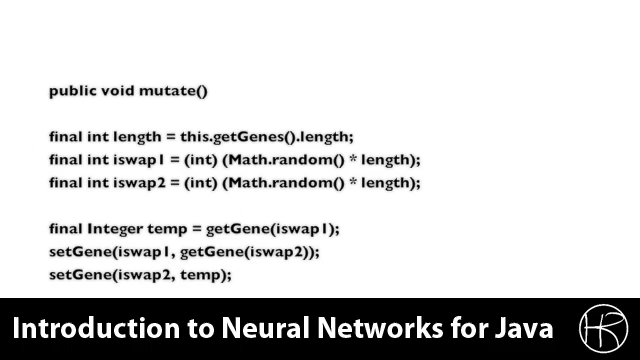 public void mutate()
final int length = this.getGenes().length;
final int iswap1 = (int) (Math.random() * length);
final int iswap2 = (int) (Math.random() * length);
final Integer temp = getGene(iswap1);
setGene(iswap1, getGene(iswap2));
setGene(iswap2, temp);
Introduction to Neural Networks for Java
HR